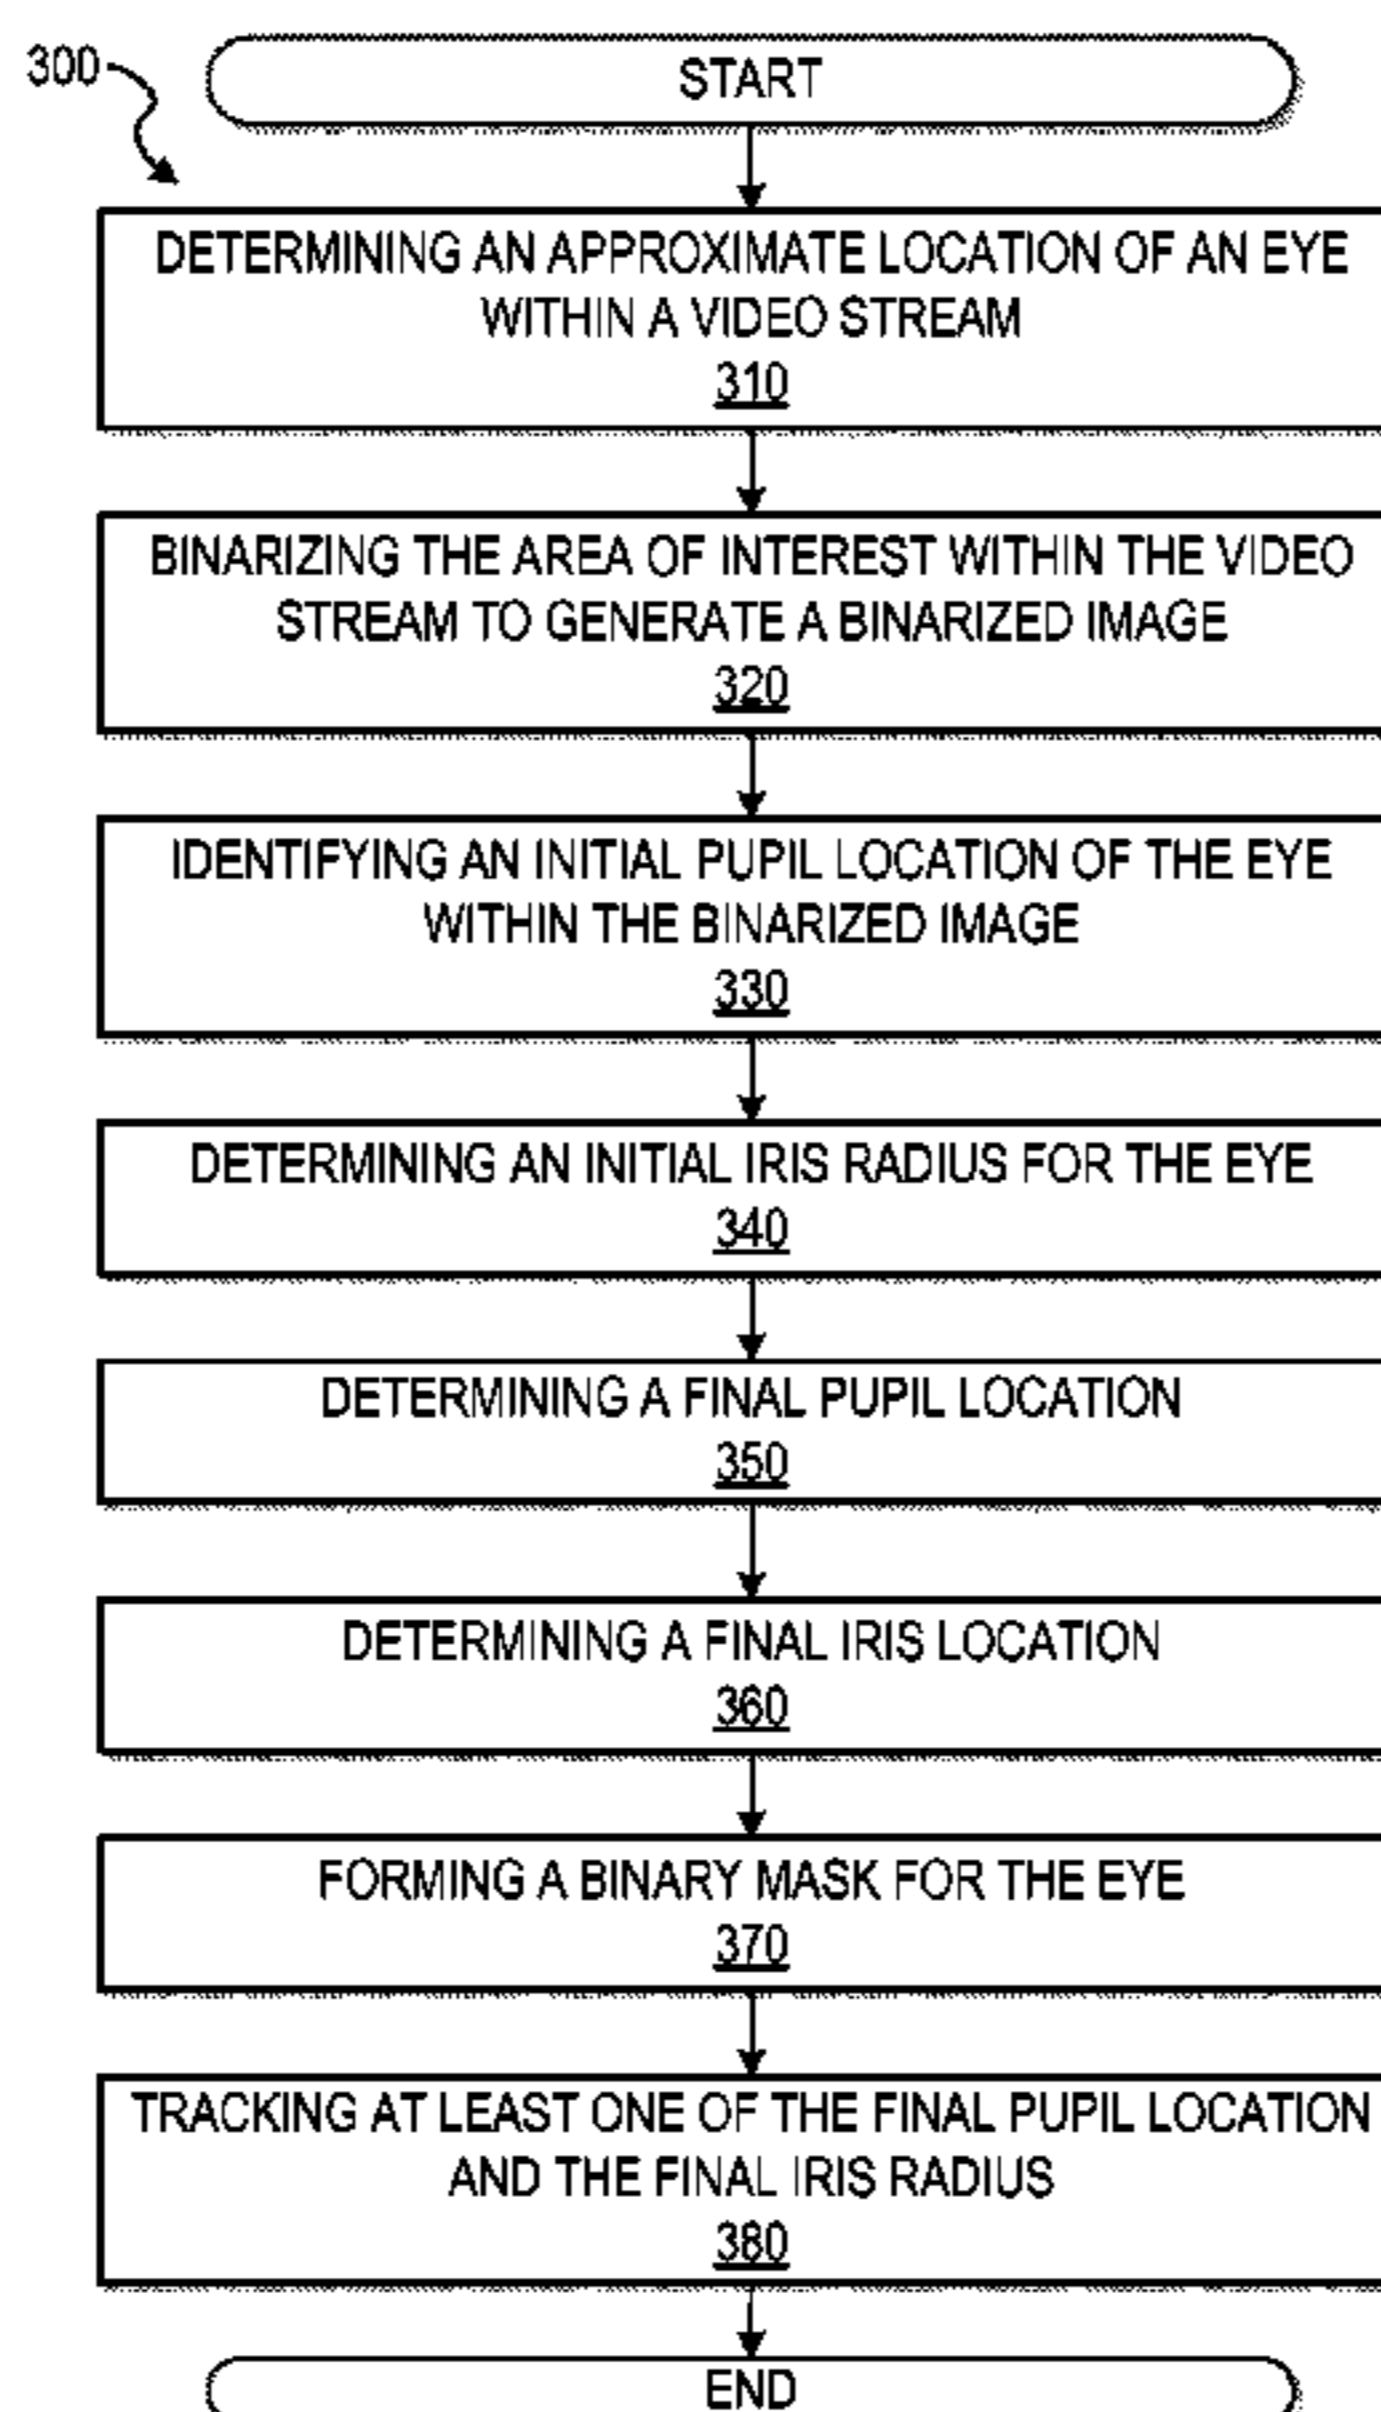 300
START
DETERMINING AN APPROXIMATE LOCATION OF AN EYE
WITHIN A VIDEO STREAM
310
BINARIZING THE AREA OF INTEREST WITHIN THE VIDEO
STREAM TO GENERATE A BINARIZED IMAGE
320
IDENTIFYING AN INITIAL PUPIL LOCATION OF THE EYE
WITHIN THE BINARIZED IMAGE
330
DETERMINING AN INITIAL IRIS RADIUS FOR THE EYE
340
DETERMINING A FINAL PUPIL LOCATION
350
DETERMINING A FINAL IRIS LOCATION
360
FORMING A BINARY MASK FOR THE EYE
370
TRACKING AT LEAST ONE OF THE FINAL PUPIL LOCATION
AND THE FINAL IRIS RADIUS
380
END